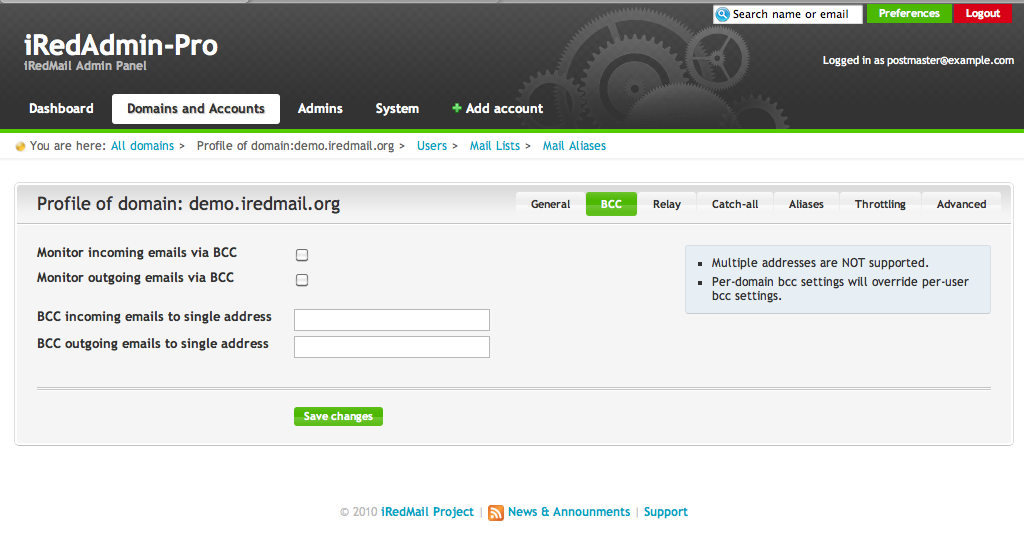 Search name or email
Preferences
Logout
iRedAdmin-Pro
iRedMail Admin Panel
Logged in as postmaster@example.com
Dashboard
Domains and Accounts
Admins
System
Add account
You are here: All domains > Profile of domain:demo.iredmail.org > Users > Mail Lists > Mail Aliases
Profile of domain: demo.iredmail.org
General
BCC
Relay
Catch-all
Aliases
Throttling
Advanced
Monitor incoming emails via BCC
Monitor outgoing emails via BCC
BCC incoming emails to single address
BCC outgoing emails to single address
Multiple addresses are NOT supported.
Per-domain bcc settings will override per-user
bcc settings.
Save changes
© 2010 iRedMail Project | News & Announments | Support